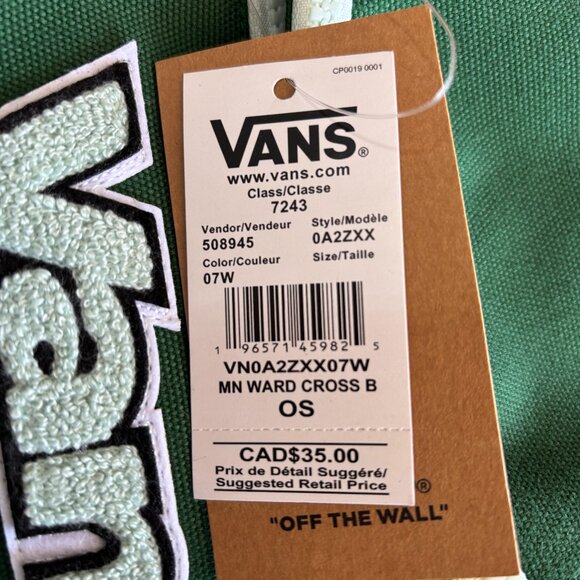 Van
CP0019 0001
VANS®
www.vans.com
Class/Classe
7243
Vendor/Vendeur Style/Modèle
508945 0A2ZXX
Color/Couleur Size/Taille
07W
1 96571 45982 5
VN0A2ZXX07W
MN WARD CROSS B
OS
CAD$35.00
Prix de Détail Suggéré/
Suggested Retail Price
®
"OFF THE WALL"